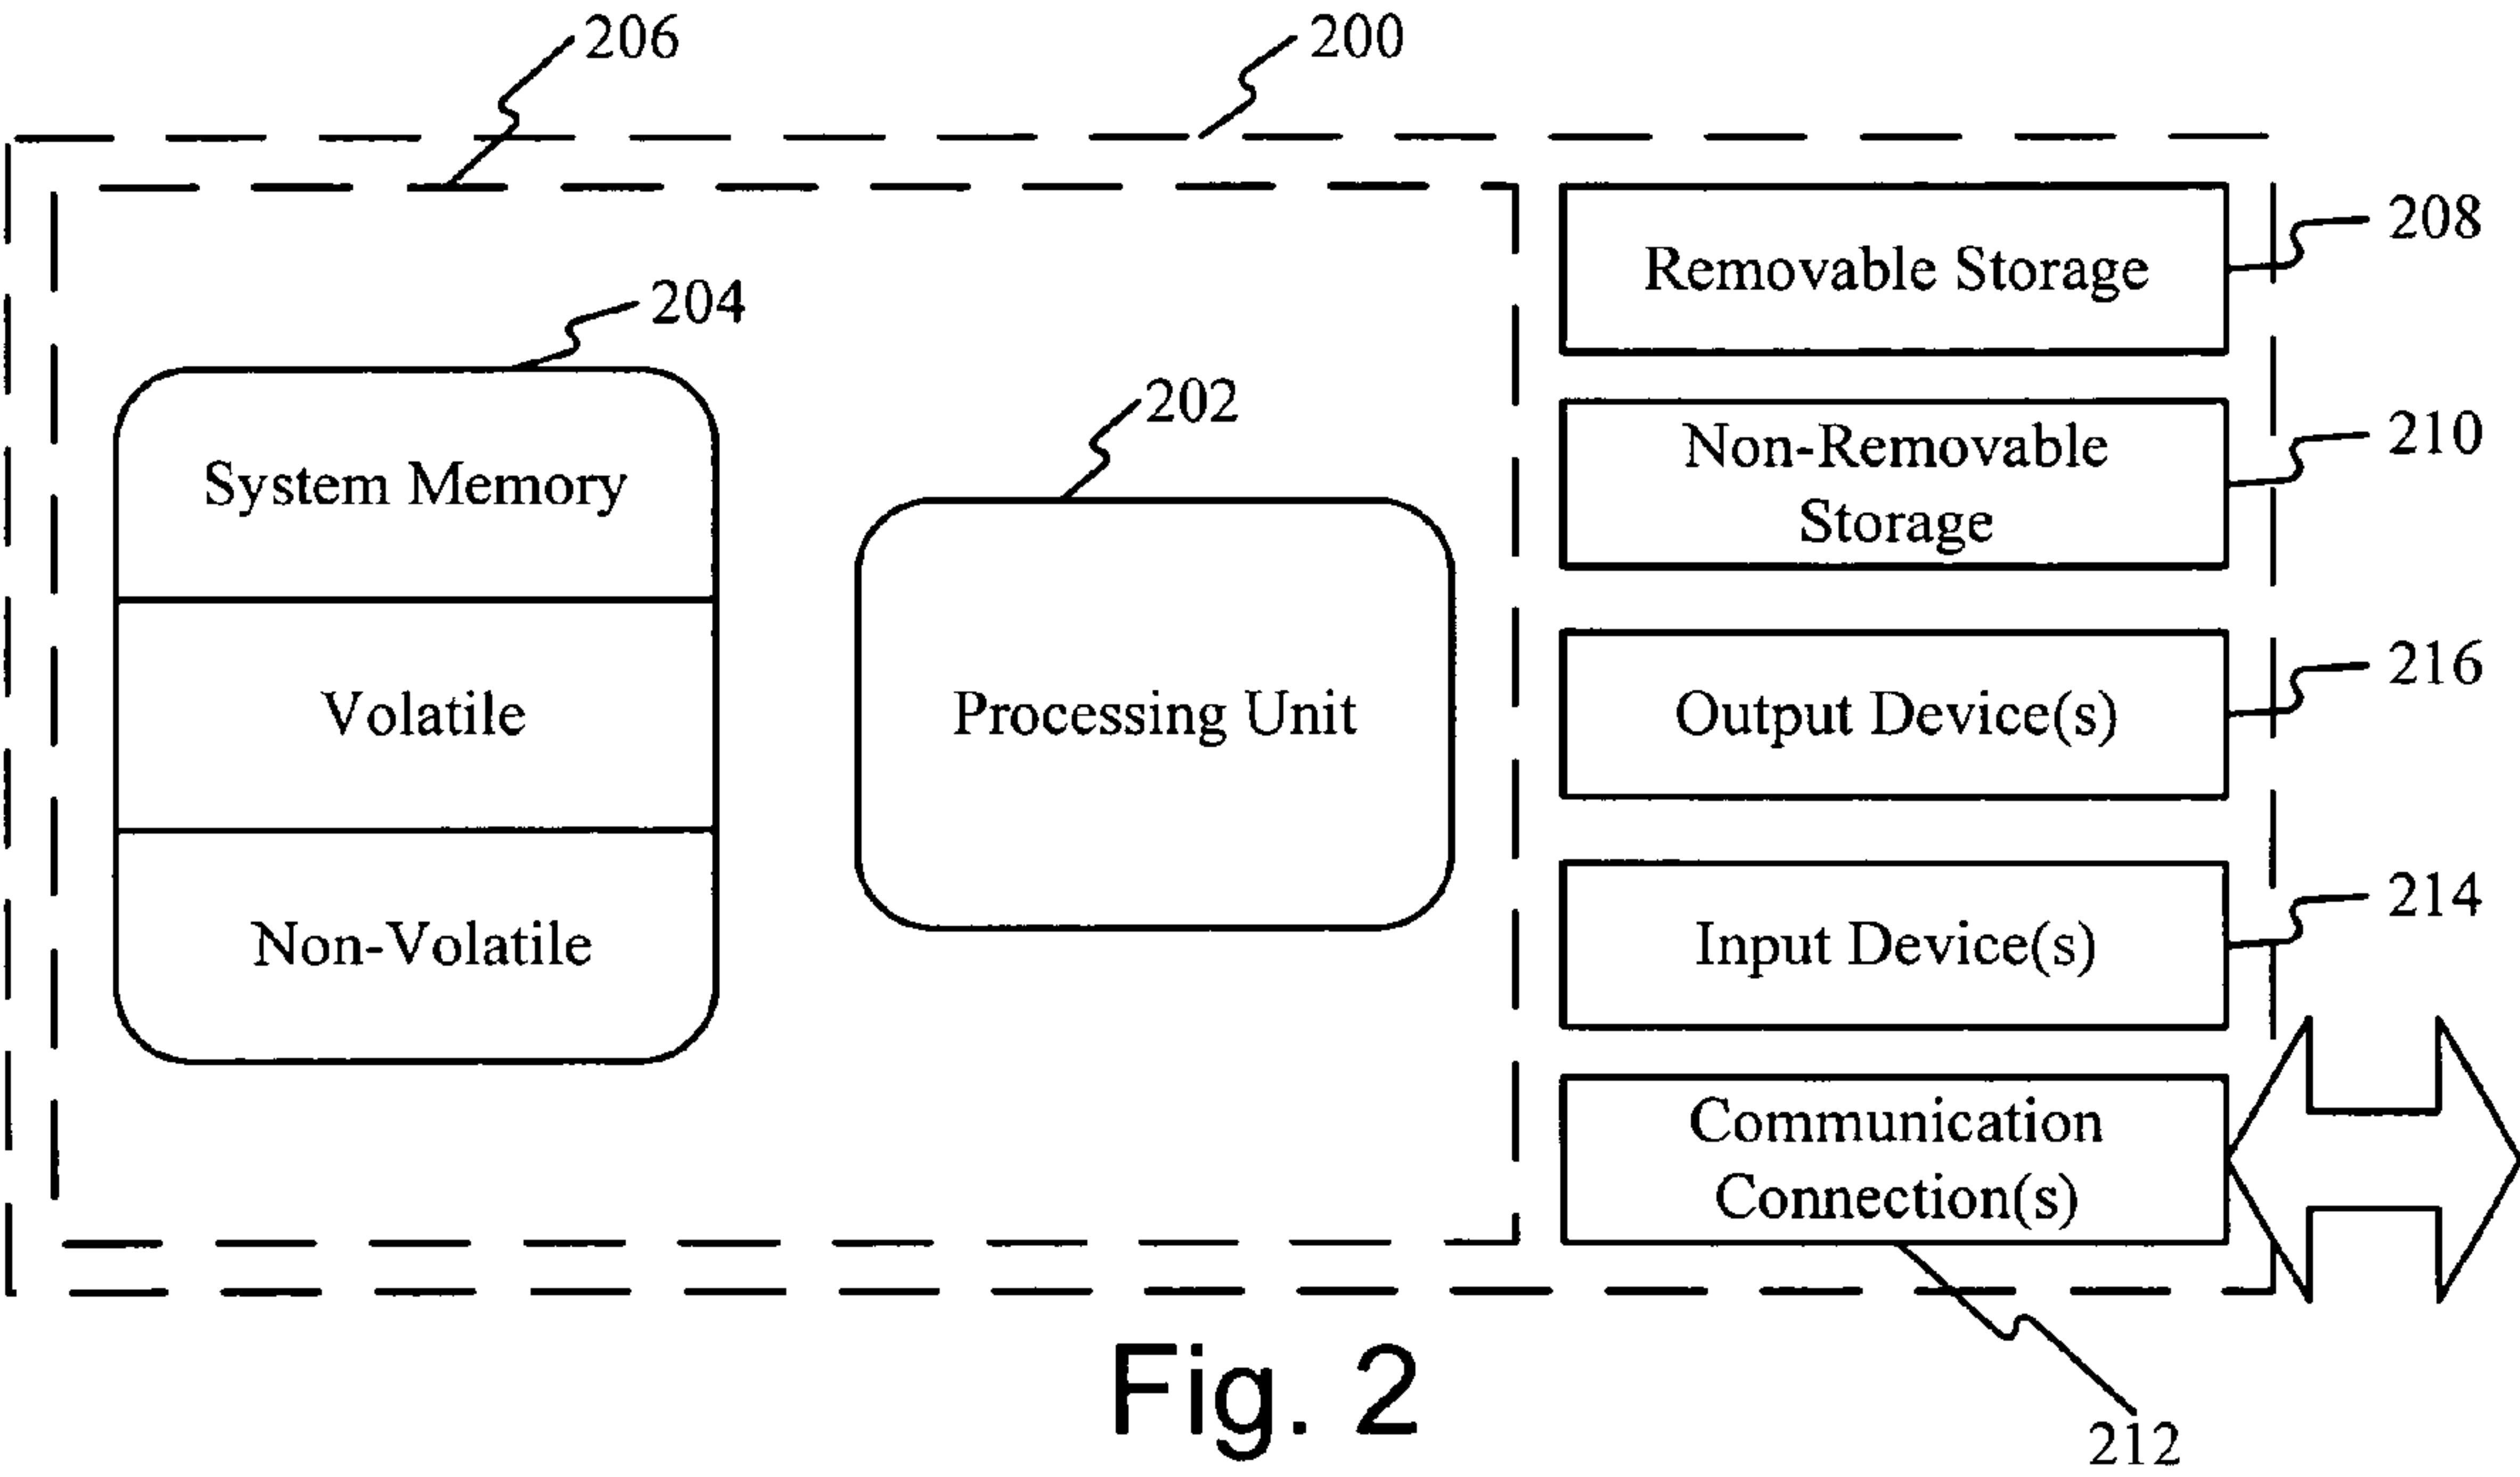 206
200
208
Removable Storage
204
202
210
Non-Removable
Storage
System Memory
216
Volatile
Processing Unit
Output Device(s)
214
Non-Volatile
Input Device(s)
Communication
Connection(s)
Fig. 2
212